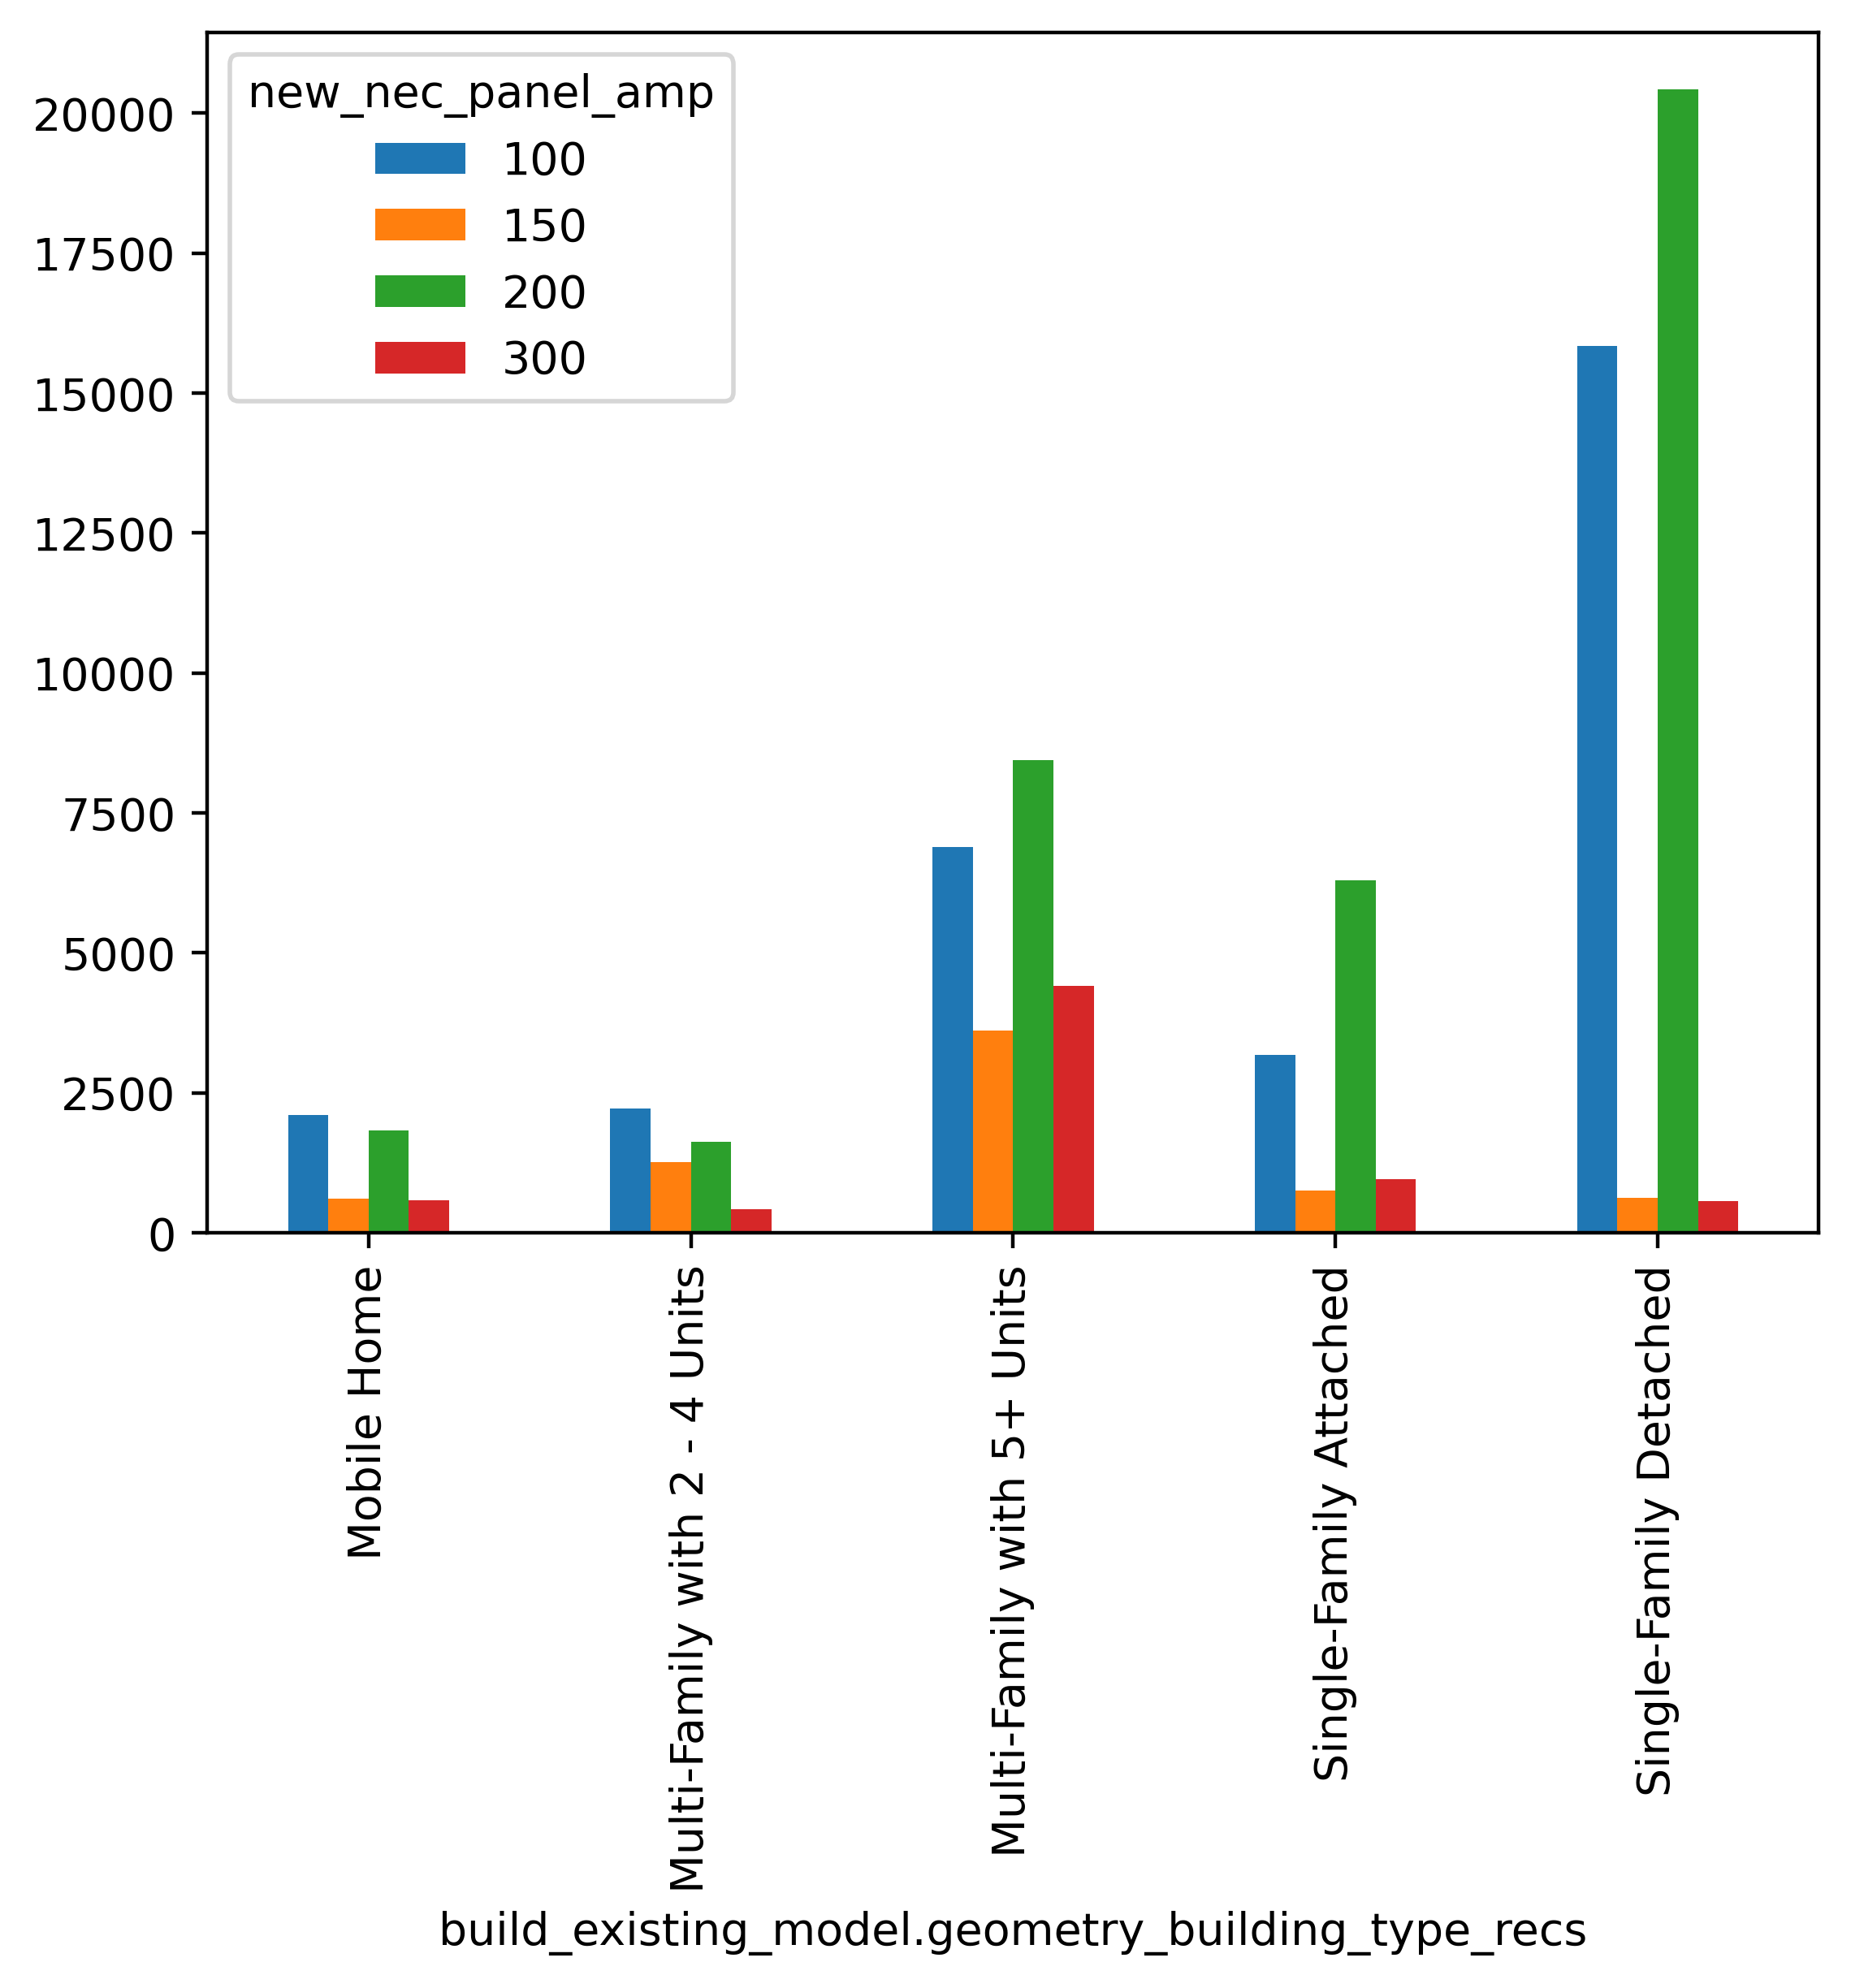 new_nec_panel_amp
100
150
200
300
20000
17500
15000
12500
10000
7500
5000
2500
0
Mobile Home
Multi-Family with 2 - 4 Units
Multi-Family with 5+ Units
Single-Family Attached
Single-Family Detached
build_existing_model.geometry_building_type_recs